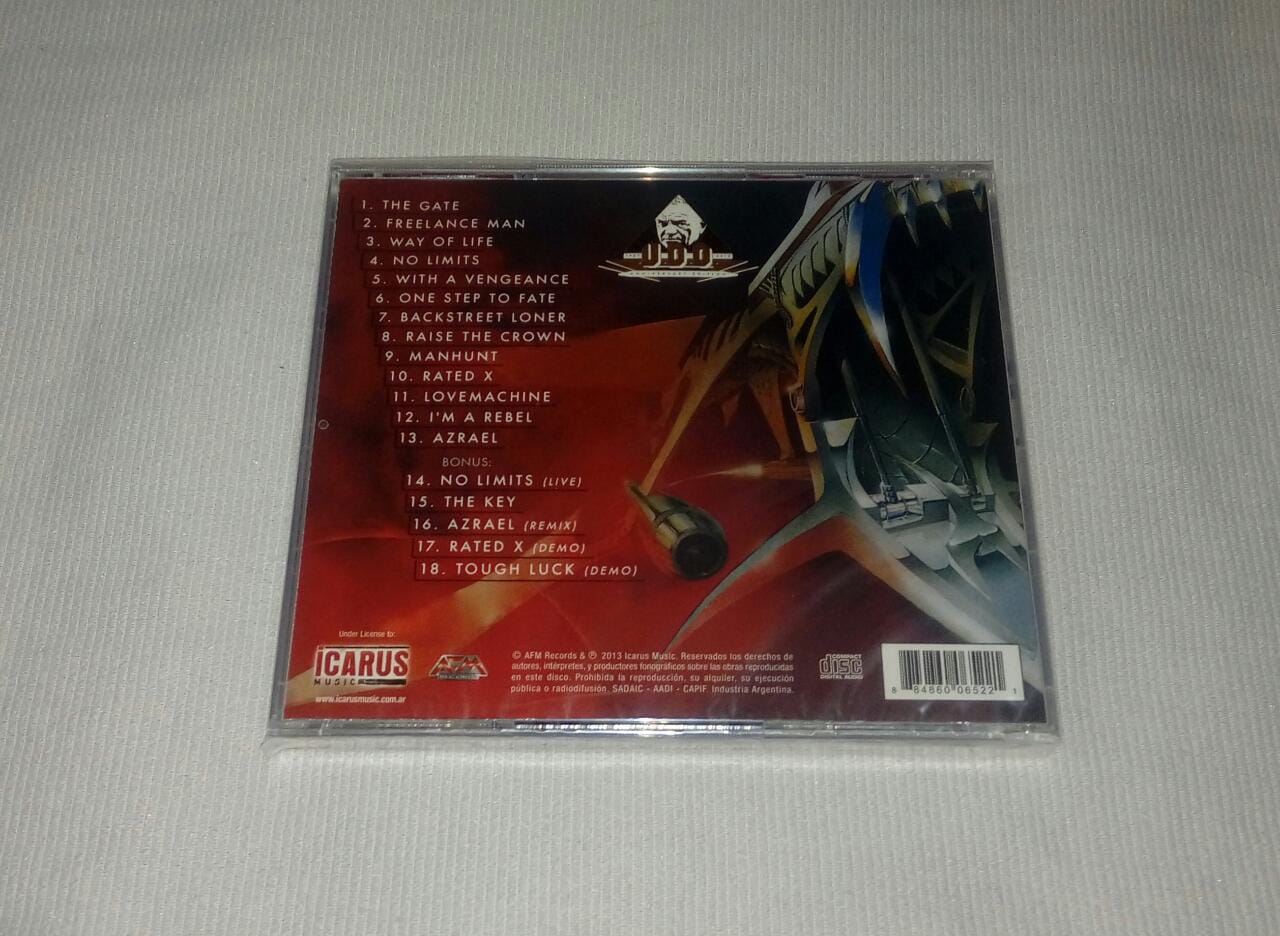 1. THE GATE
2. FREELANCE MAN
3. WAY OF LIFE
4. NO LIMITS
5. WITH A VENGEANCE
6. ONE STEP TO FATE
7. BACKSTREET LONER
8. RAISE THE CROWN
9. MANHUNT
10. RATED X
11. LOVEMACHINE
12. I'M A REBEL
13. AZRAEL
BONUS:
14. NO LIMITS (LIVE)
15. THE KEY
16. AZRAEL (REMIX)
17. RATED X (DEMO)
18. TOUGH LUCK (DEMO)
U·D·O
ANNIVERSARY EDITION
Under License to:
ICARUS
MUSIC
www.icarusmusic.com.ar
AFM
RECORDS
© AFM Records & ℗ 2013 Icarus Music. Reservados los derechos de
autores, intérpretes, y productores fonográficos sobre las obras reproducidas
en este disco. Prohibida la reproducción, su alquiler, su ejecución
pública o radiodifusión. SADAIC - AADI - CAPIF. Industria Argentina.
COMPACT
disc
DIGITAL AUDIO
8 84860 06522 1